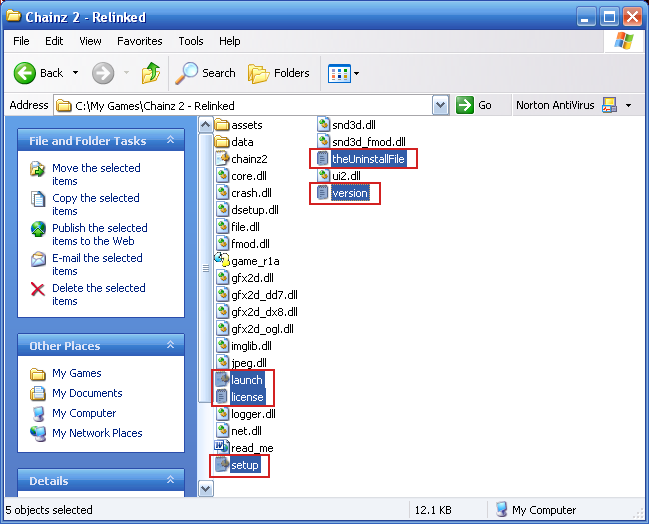 Chainz 2 - Relinked
File Edit View Favorites Tools Help
Back Search Folders
Address C:\My Games\Chainz 2 - Relinked Go Norton AntiVirus
File and Folder Tasks
Move the selected
items
Copy the selected
items
Publish the selected
items to the Web
E-mail the selected
items
Delete the selected
items
Other Places
My Games
My Documents
My Computer
My Network Places
Details
assets
data
chainz2
core.dll
crash.dll
dsetup.dll
file.dll
fmod.dll
game_r1a
gfx2d.dll
gfx2d_dd7.dll
gfx2d_dx8.dll
gfx2d_ogl.dll
imglib.dll
jpeg.dll
launch
license
logger.dll
net.dll
read_me
setup
snd3d.dll
snd3d_fmod.dll
theUninstallFile
ui2.dll
version
5 objects selected 12.1 KB My Computer